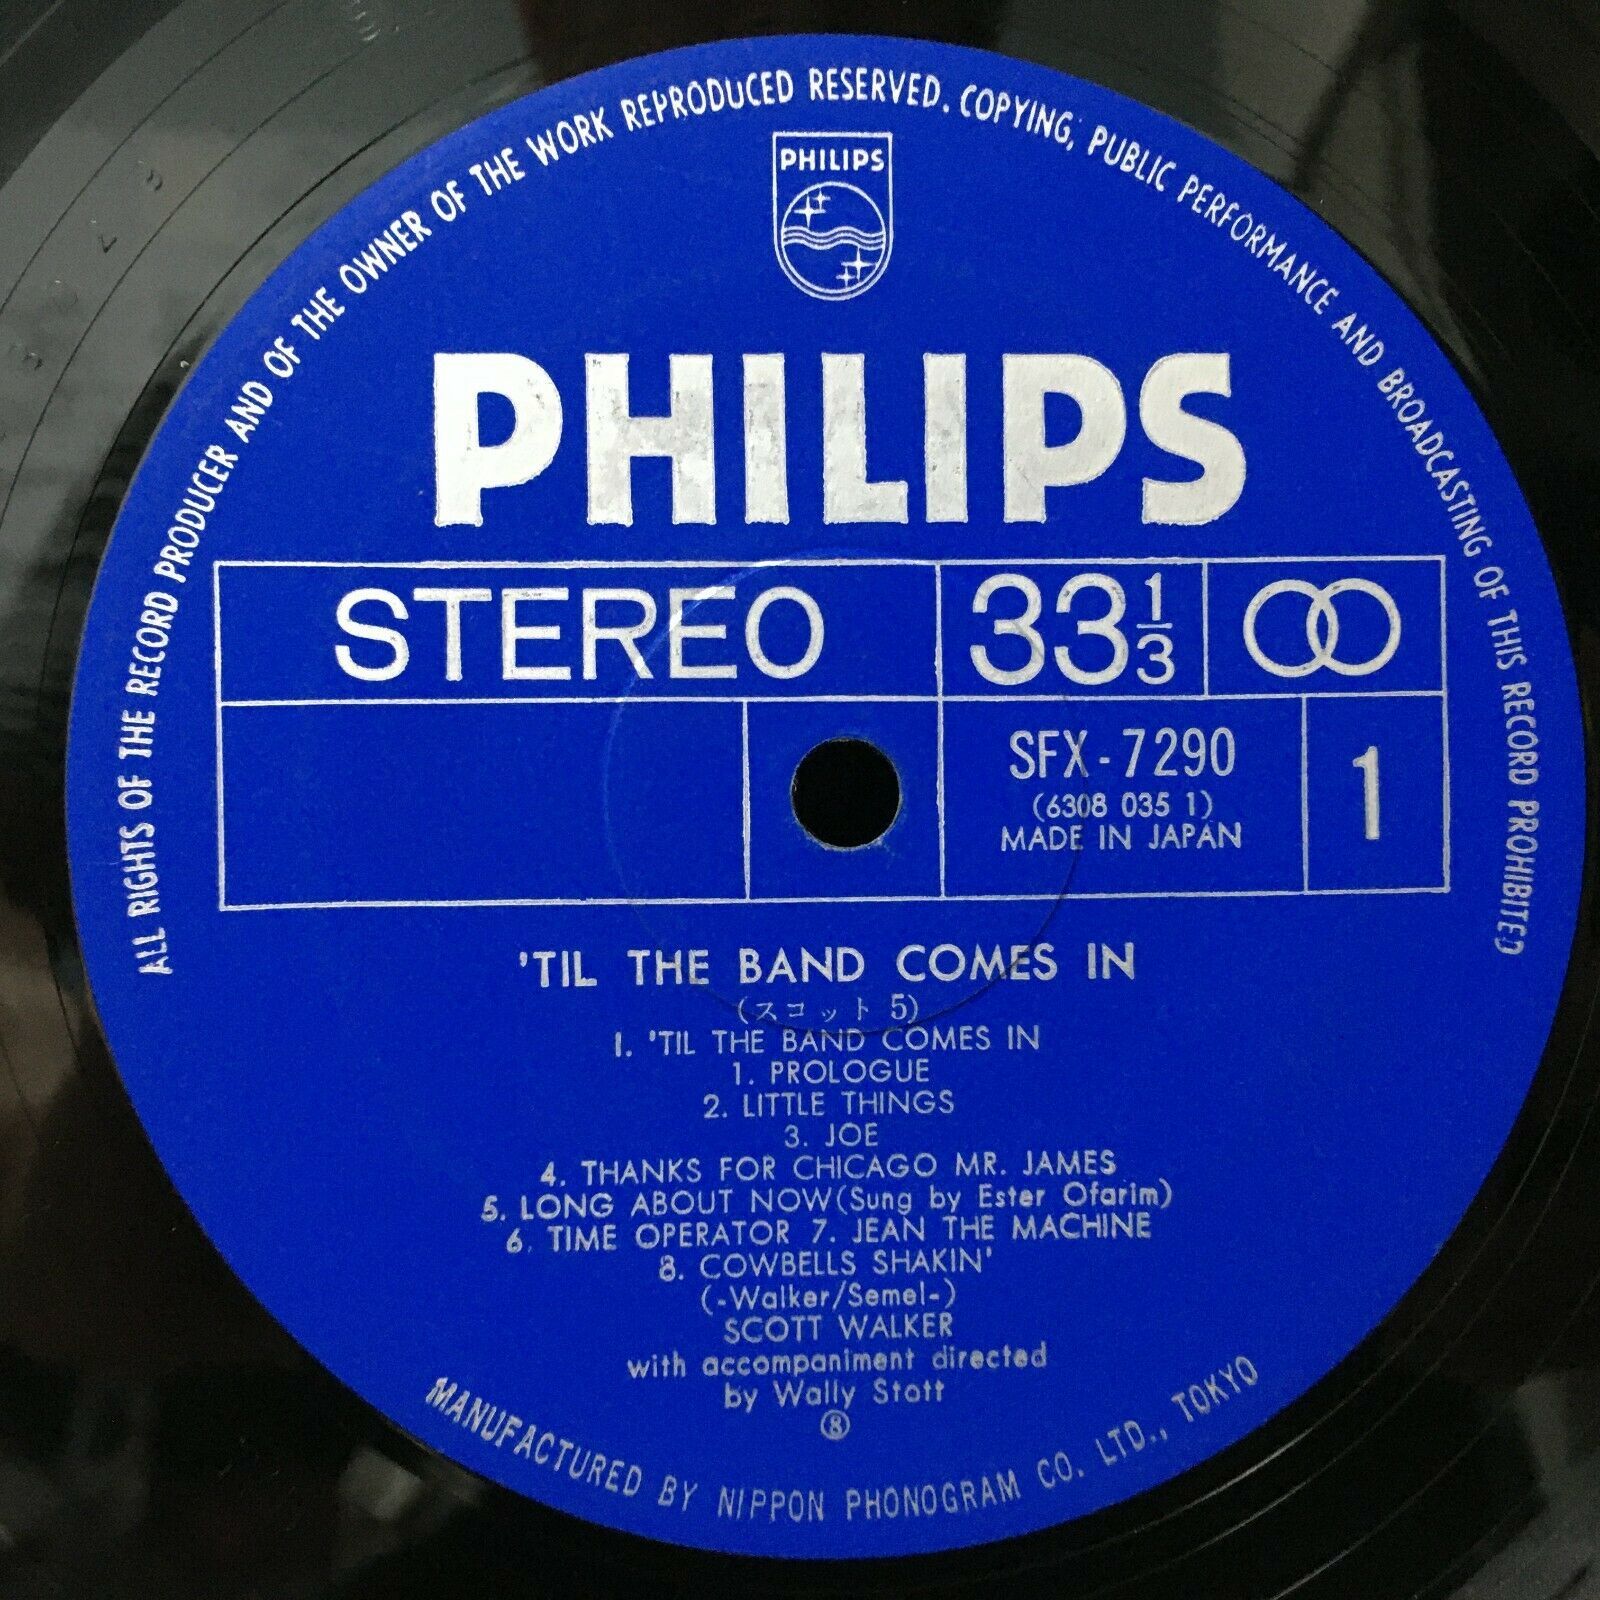 ALL RIGHTS OF THE RECORD PRODUCER AND OF THE OWNER OF THE WORK REPRODUCED RESERVED. COPYING, PUBLIC PERFORMANCE AND BROADCASTING OF THIS RECORD PROHIBITED
PHILIPS
PHILIPS
STEREO 33 1/3
SFX-7290 1
(6308 035 1)
MADE IN JAPAN
'TIL THE BAND COMES IN
(スコット 5)
1. 'TIL THE BAND COMES IN
1. PROLOGUE
2. LITTLE THINGS
3. JOE
4. THANKS FOR CHICAGO MR. JAMES
5. LONG ABOUT NOW (Sung by Ester Ofarim)
6. TIME OPERATOR 7. JEAN THE MACHINE
8. COWBELLS SHAKIN'
(-Walker/Semel-)
SCOTT WALKER
with accompaniment directed
by Wally Stott
⑧
MANUFACTURED BY NIPPON PHONOGRAM CO. LTD., TOKYO